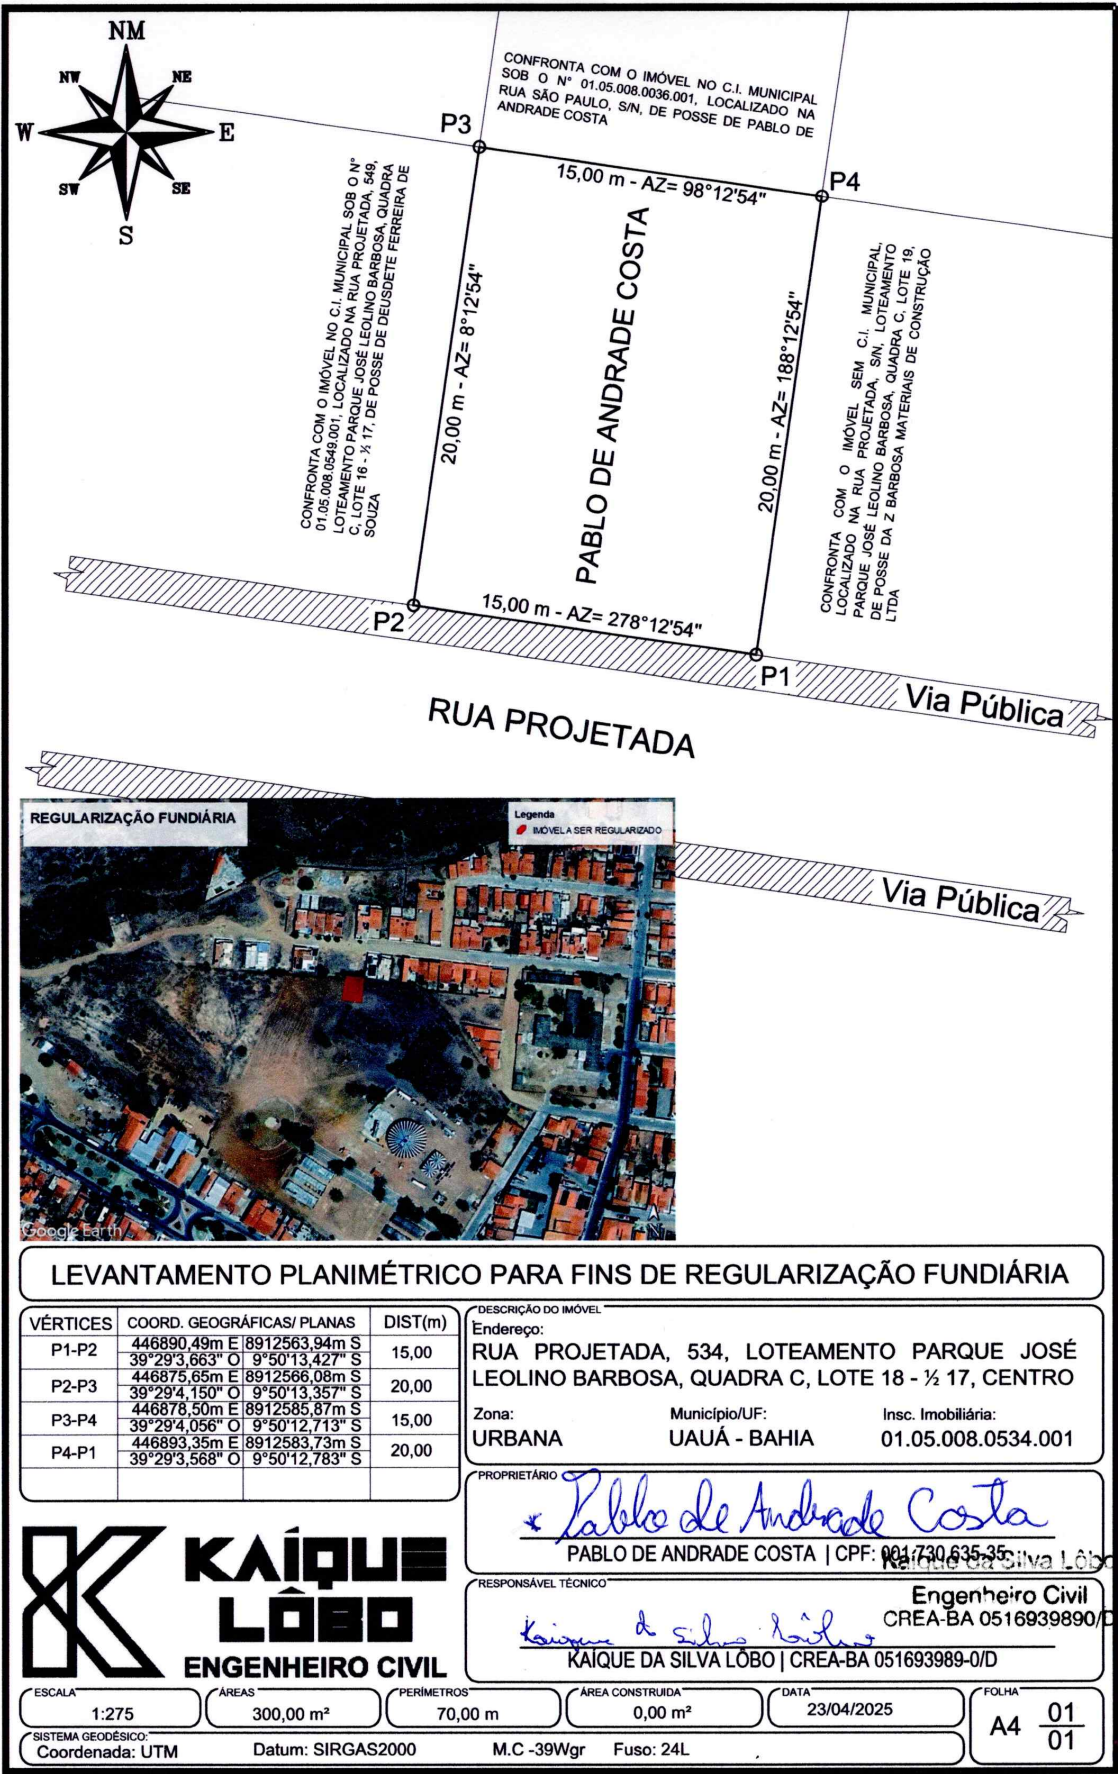 NM
NW
NE
W
E
SW
SE
S
CONFRONTA COM O IMÓVEL NO C.I. MUNICIPAL
SOB O N° 01.05.008.0036.001, LOCALIZADO NA
RUA SÃO PAULO, S/N, DE POSSE DE PABLO DE
ANDRADE COSTA
P3
15,00 m - AZ= 98°12'54"
P4
CONFRONTA COM O IMÓVEL NO C.I. MUNICIPAL SOB O N°
01.05.008.0549.001, LOCALIZADO NA RUA PROJETADA, 549,
LOTEAMENTO PARQUE JOSÉ LEOLINO BARBOSA, QUADRA
C, LOTE 16 - ½ 17, DE POSSE DE DEUSDETE FERREIRA DE
SOUZA
20,00 m - AZ= 8°12'54"
PABLO DE ANDRADE COSTA
20,00 m - AZ= 188°12'54"
CONFRONTA COM O IMÓVEL SEM C.I. MUNICIPAL,
LOCALIZADO NA RUA PROJETADA, S/N, LOTEAMENTO
PARQUE JOSÉ LEOLINO BARBOSA, QUADRA C, LOTE 19,
DE POSSE DA Z BARBOSA MATERIAIS DE CONSTRUÇÃO
LTDA
P2
15,00 m - AZ= 278°12'54"
P1
Via Pública
RUA PROJETADA
REGULARIZAÇÃO FUNDIÁRIA
Legenda
IMÓVEL A SER REGULARIZADO
Via Pública
Google Earth
N
LEVANTAMENTO PLANIMÉTRICO PARA FINS DE REGULARIZAÇÃO FUNDIÁRIA
VÉRTICES COORD. GEOGRÁFICAS/ PLANAS DIST(m)
P1-P2 446890,49m E 8912563,94m S 15,00
39°29'3,663" O 9°50'13,427" S
P2-P3 446875,65m E 8912566,08m S 20,00
39°29'4,150" O 9°50'13,357" S
P3-P4 446878,50m E 8912585,87m S 15,00
39°29'4,056" O 9°50'12,713" S
P4-P1 446893,35m E 8912583,73m S 20,00
39°29'3,568" O 9°50'12,783" S
DESCRIÇÃO DO IMÓVEL
Endereço:
RUA PROJETADA, 534, LOTEAMENTO PARQUE JOSÉ
LEOLINO BARBOSA, QUADRA C, LOTE 18 - ½ 17, CENTRO
Zona: Município/UF: Insc. Imobiliária:
URBANA UAUÁ - BAHIA 01.05.008.0534.001
PROPRIETÁRIO
Pablo de Andrade Costa
PABLO DE ANDRADE COSTA | CPF: 001.730.635-35
Kaíque da Silva Lôbo
Engenheiro Civil
CREA-BA 0516939890/D
RESPONSÁVEL TÉCNICO
Kaíque da Silva Lôbo
KAÍQUE DA SILVA LÔBO | CREA-BA 051693989-0/D
KAÍQUE
LÔBO
ENGENHEIRO CIVIL
ESCALA
1:275
ÁREAS
300,00 m²
PERÍMETROS
70,00 m
ÁREA CONSTRUIDA
0,00 m²
DATA
23/04/2025
FOLHA
A4 01
01
SISTEMA GEODÉSICO:
Coordenada: UTM Datum: SIRGAS2000 M.C -39Wgr Fuso: 24L